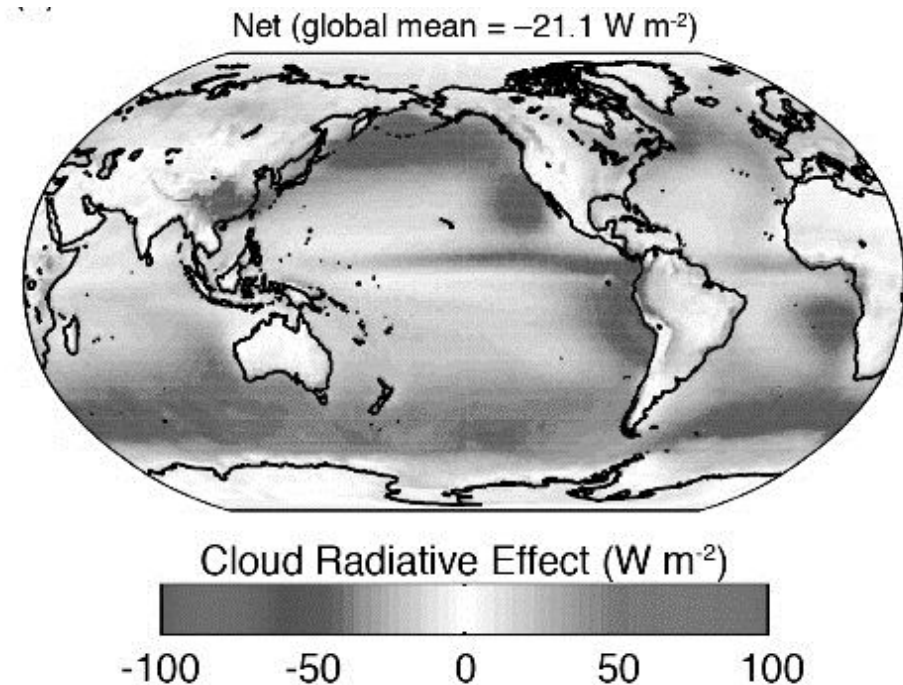 Net (global mean = –21.1 W m⁻²)
Cloud Radiative Effect (W m⁻²)
-100 -50 0 50 100